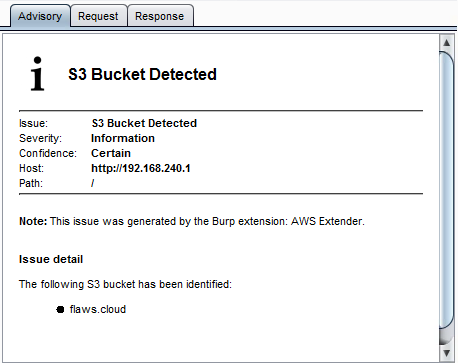 Advisory Request Response
i S3 Bucket Detected
Issue: S3 Bucket Detected
Severity: Information
Confidence: Certain
Host: http://192.168.240.1
Path: /
Note: This issue was generated by the Burp extension: AWS Extender.
Issue detail
The following S3 bucket has been identified:
flaws.cloud